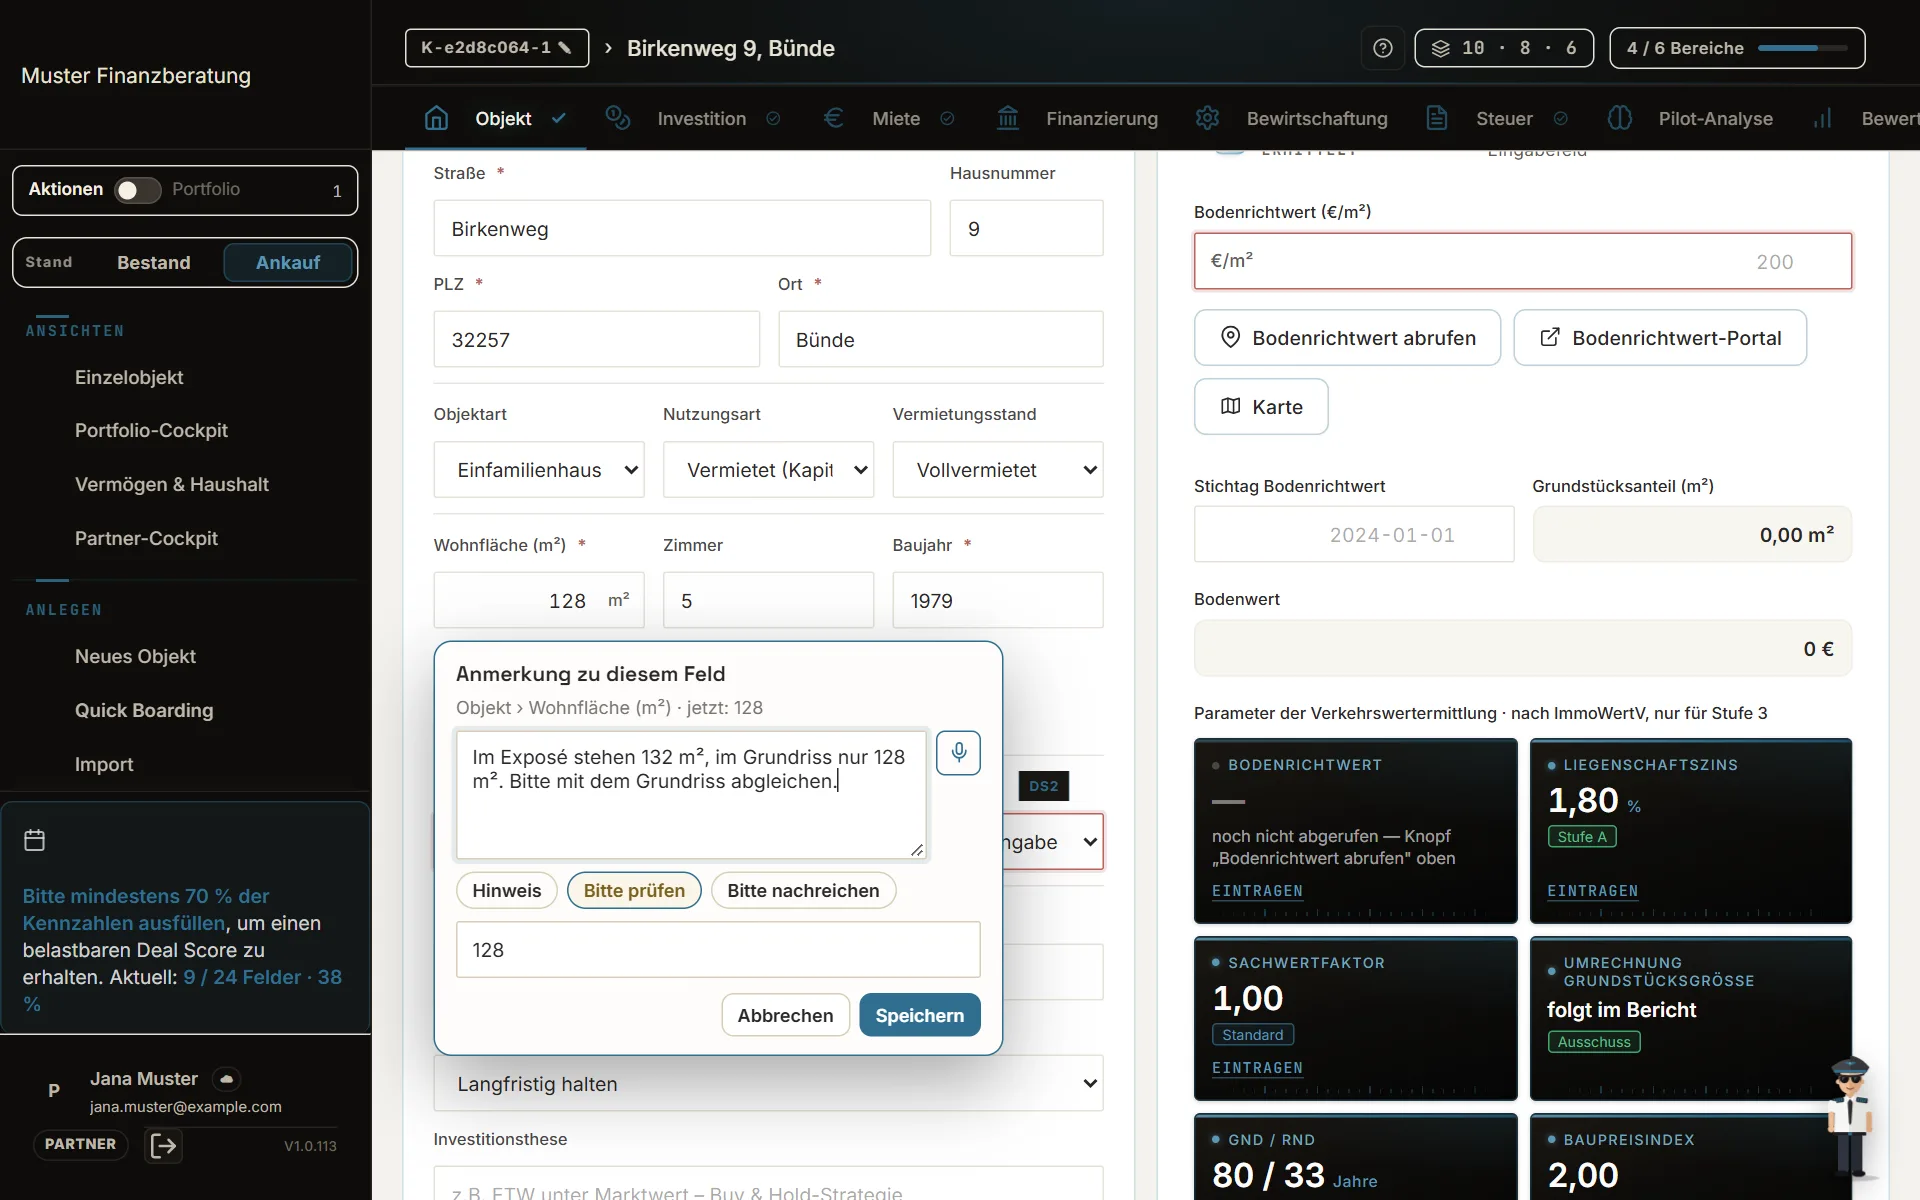 Muster Finanzberatung
Aktionen Portfolio 1
Stand Bestand Ankauf
ANSICHTEN
Einzelobjekt
Portfolio-Cockpit
Vermögen & Haushalt
Partner-Cockpit
ANLEGEN
Neues Objekt
Quick Boarding
Import
Bitte mindestens 70 % der
Kennzahlen ausfüllen, um einen
belastbaren Deal Score zu
erhalten. Aktuell: 9 / 24 Felder · 38
%
P Jana Muster
jana.muster@example.com
PARTNER V1.0.113
K-e2d8c064-1 › Birkenweg 9, Bünde
10 · 8 · 6 4 / 6 Bereiche
Objekt Investition Miete Finanzierung Bewirtschaftung Steuer Pilot-Analyse Bewert
Straße * Hausnummer
Birkenweg 9
PLZ * Ort *
32257 Bünde
Objektart Nutzungsart Vermietungsstand
Einfamilienhaus Vermietet (Kapit Vollvermietet
Wohnfläche (m²) * Zimmer Baujahr *
128 m² 5 1979
Anmerkung zu diesem Feld
Objekt › Wohnfläche (m²) · jetzt: 128
Im Exposé stehen 132 m², im Grundriss nur 128
m². Bitte mit dem Grundriss abgleichen.
DS2
ngabe
Hinweis Bitte prüfen Bitte nachreichen
128
Abbrechen Speichern
Langfristig halten
Investitionsthese
z.B. ETW unter Marktwert – Buy & Hold-Strategie
ERMITTELT Eingabefeld
Bodenrichtwert (€/m²)
€/m² 200
Bodenrichtwert abrufen Bodenrichtwert-Portal
Karte
Stichtag Bodenrichtwert Grundstücksanteil (m²)
2024-01-01 0,00 m²
Bodenwert
0 €
Parameter der Verkehrswertermittlung · nach ImmoWertV, nur für Stufe 3
BODENRICHTWERT
—
noch nicht abgerufen — Knopf
„Bodenrichtwert abrufen" oben
EINTRAGEN
LIEGENSCHAFTSZINS
1,80 %
Stufe A
EINTRAGEN
SACHWERTFAKTOR
1,00
Standard
EINTRAGEN
UMRECHNUNG
GRUNDSTÜCKSGRÖSSE
folgt im Bericht
Ausschuss
GND / RND
80 / 33 Jahre
BAUPREISINDEX
2,00